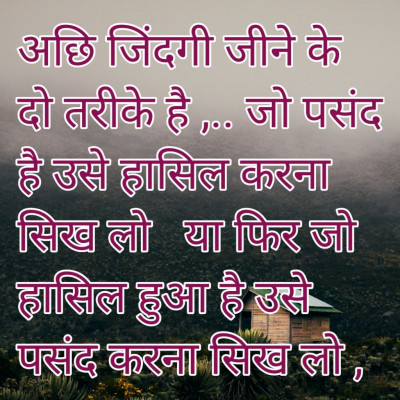 अछि जिंदगी जीने के
दो तरीके है ,.. जो पसंद
है उसे हासिल करना
सिख लो या फिर जो
हासिल हुआ है उसे
पसंद करना सिख लो ,